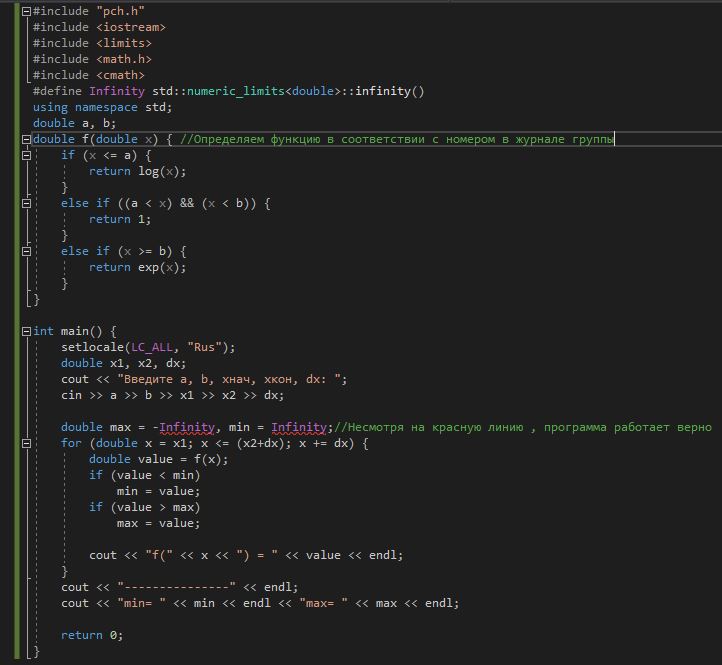 #include "pch.h"
#include <iostream>
#include <limits>
#include <math.h>
#include <cmath>
#define Infinity std::numeric_limits<double>::infinity()
using namespace std;
double a, b;
double f(double x) { //Определяем функцию в соответствии с номером в журнале группы
    if (x <= a) {
        return log(x);
    }
    else if ((a < x) && (x < b)) {
        return 1;
    }
    else if (x >= b) {
        return exp(x);
    }
}

int main() {
    setlocale(LC_ALL, "Rus");
    double x1, x2, dx;
    cout << "Введите a, b, xнач, xкон, dx: ";
    cin >> a >> b >> x1 >> x2 >> dx;

    double max = -Infinity, min = Infinity;//Несмотря на красную линию , программа работает верно
    for (double x = x1; x <= (x2+dx); x += dx) {
        double value = f(x);
        if (value < min)
            min = value;
        if (value > max)
            max = value;

        cout << "f(" << x << ") = " << value << endl;
    }
    cout << "---------------" << endl;
    cout << "min= " << min << endl << "max= " << max << endl;

    return 0;
}